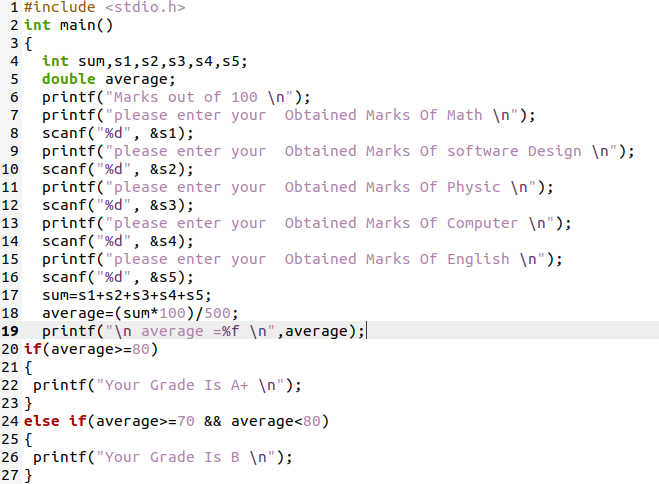 1 #include <stdio.h>
2 int main()
3 {
4   int sum,s1,s2,s3,s4,s5;
5   double average;
6   printf("Marks out of 100 \n");
7   printf("please enter your  Obtained Marks Of Math \n");
8   scanf("%d", &s1);
9   printf("please enter your  Obtained Marks Of software Design \n");
10   scanf("%d", &s2);
11   printf("please enter your  Obtained Marks Of Physic \n");
12   scanf("%d", &s3);
13   printf("please enter your  Obtained Marks Of Computer \n");
14   scanf("%d", &s4);
15   printf("please enter your  Obtained Marks Of English \n");
16   scanf("%d", &s5);
17   sum=s1+s2+s3+s4+s5;
18   average=(sum*100)/500;
19   printf("\n average =%f \n",average);
20 if(average>=80)
21 {
22  printf("Your Grade Is A+ \n");
23 }
24 else if(average>=70 && average<80)
25 {
26  printf("Your Grade Is B \n");
27 }